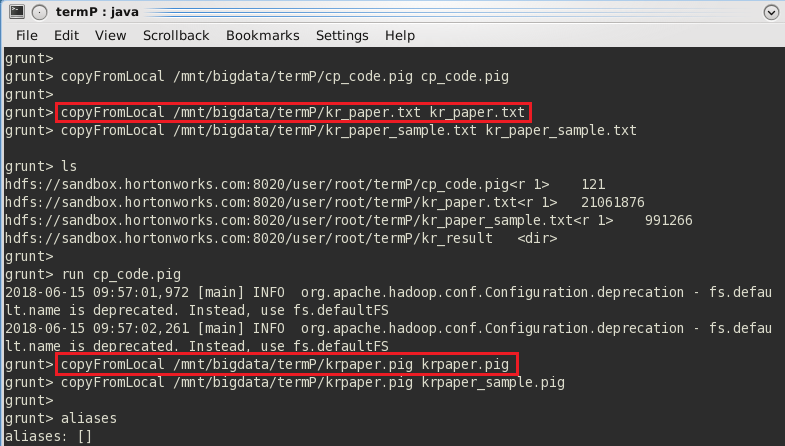 termP : java
File Edit View Scrollback Bookmarks Settings Help
grunt>
grunt> copyFromLocal /mnt/bigdata/termP/cp_code.pig cp_code.pig
grunt>
grunt> copyFromLocal /mnt/bigdata/termP/kr_paper.txt kr_paper.txt
grunt> copyFromLocal /mnt/bigdata/termP/kr_paper_sample.txt kr_paper_sample.txt
grunt> ls
hdfs://sandbox.hortonworks.com:8020/user/root/termP/cp_code.pig<r 1> 121
hdfs://sandbox.hortonworks.com:8020/user/root/termP/kr_paper.txt<r 1> 21061876
hdfs://sandbox.hortonworks.com:8020/user/root/termP/kr_paper_sample.txt<r 1> 991266
hdfs://sandbox.hortonworks.com:8020/user/root/termP/kr_result <dir>
grunt>
grunt> run cp_code.pig
2018-06-15 09:57:01,972 [main] INFO org.apache.hadoop.conf.Configuration.deprecation - fs.defau
lt.name is deprecated. Instead, use fs.defaultFS
2018-06-15 09:57:02,261 [main] INFO org.apache.hadoop.conf.Configuration.deprecation - fs.defau
lt.name is deprecated. Instead, use fs.defaultFS
grunt> copyFromLocal /mnt/bigdata/termP/krpaper.pig krpaper.pig
grunt> copyFromLocal /mnt/bigdata/termP/krpaper.pig krpaper_sample.pig
grunt>
grunt> aliases
aliases: []